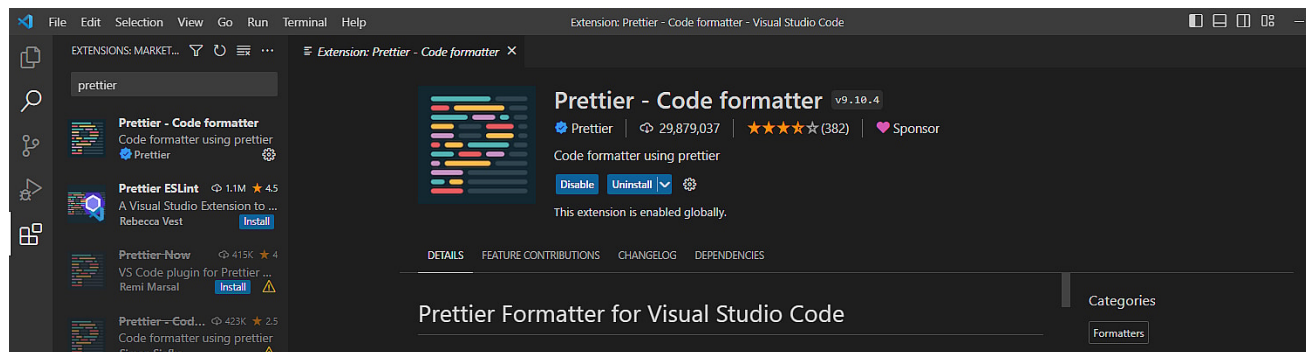 File Edit Selection View Go Run Terminal Help
Extension: Prettier - Code formatter - Visual Studio Code
EXTENSIONS: MARKET...
prettier
Prettier - Code formatter
Code formatter using prettier
Prettier
Prettier ESLint 1.1M 4.5
A Visual Studio Extension to ...
Rebecca Vest Install
Prettier Now 415K 4
VS Code plugin for Prettier ...
Remi Marsal Install
Prettier - Cod... 423K 2.5
Code formatter using prettier
Extension: Prettier - Code formatter
Prettier - Code formatter v9.10.4
Prettier 29,879,037 (382) Sponsor
Code formatter using prettier
Disable Uninstall
This extension is enabled globally.
DETAILS FEATURE CONTRIBUTIONS CHANGELOG DEPENDENCIES
Prettier Formatter for Visual Studio Code
Categories
Formatters